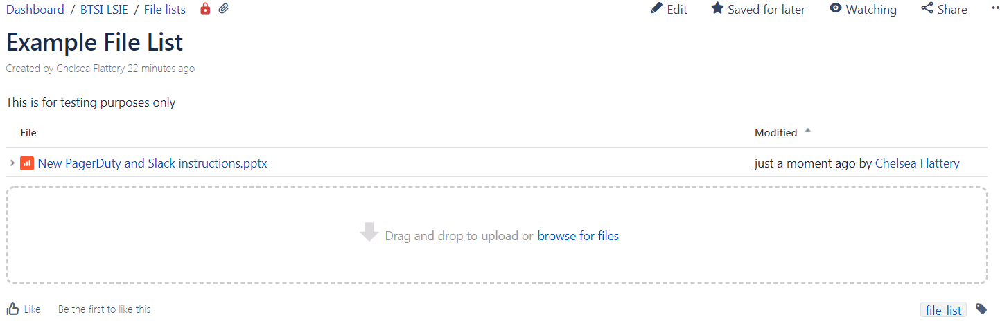 Dashboard / BTSI LSIE / File lists Edit Saved for later Watching Share
Example File List
Created by Chelsea Flattery 22 minutes ago
This is for testing purposes only
File Modified
New PagerDuty and Slack instructions.pptx just a moment ago by Chelsea Flattery
Drag and drop to upload or browse for files
Like Be the first to like this file-list